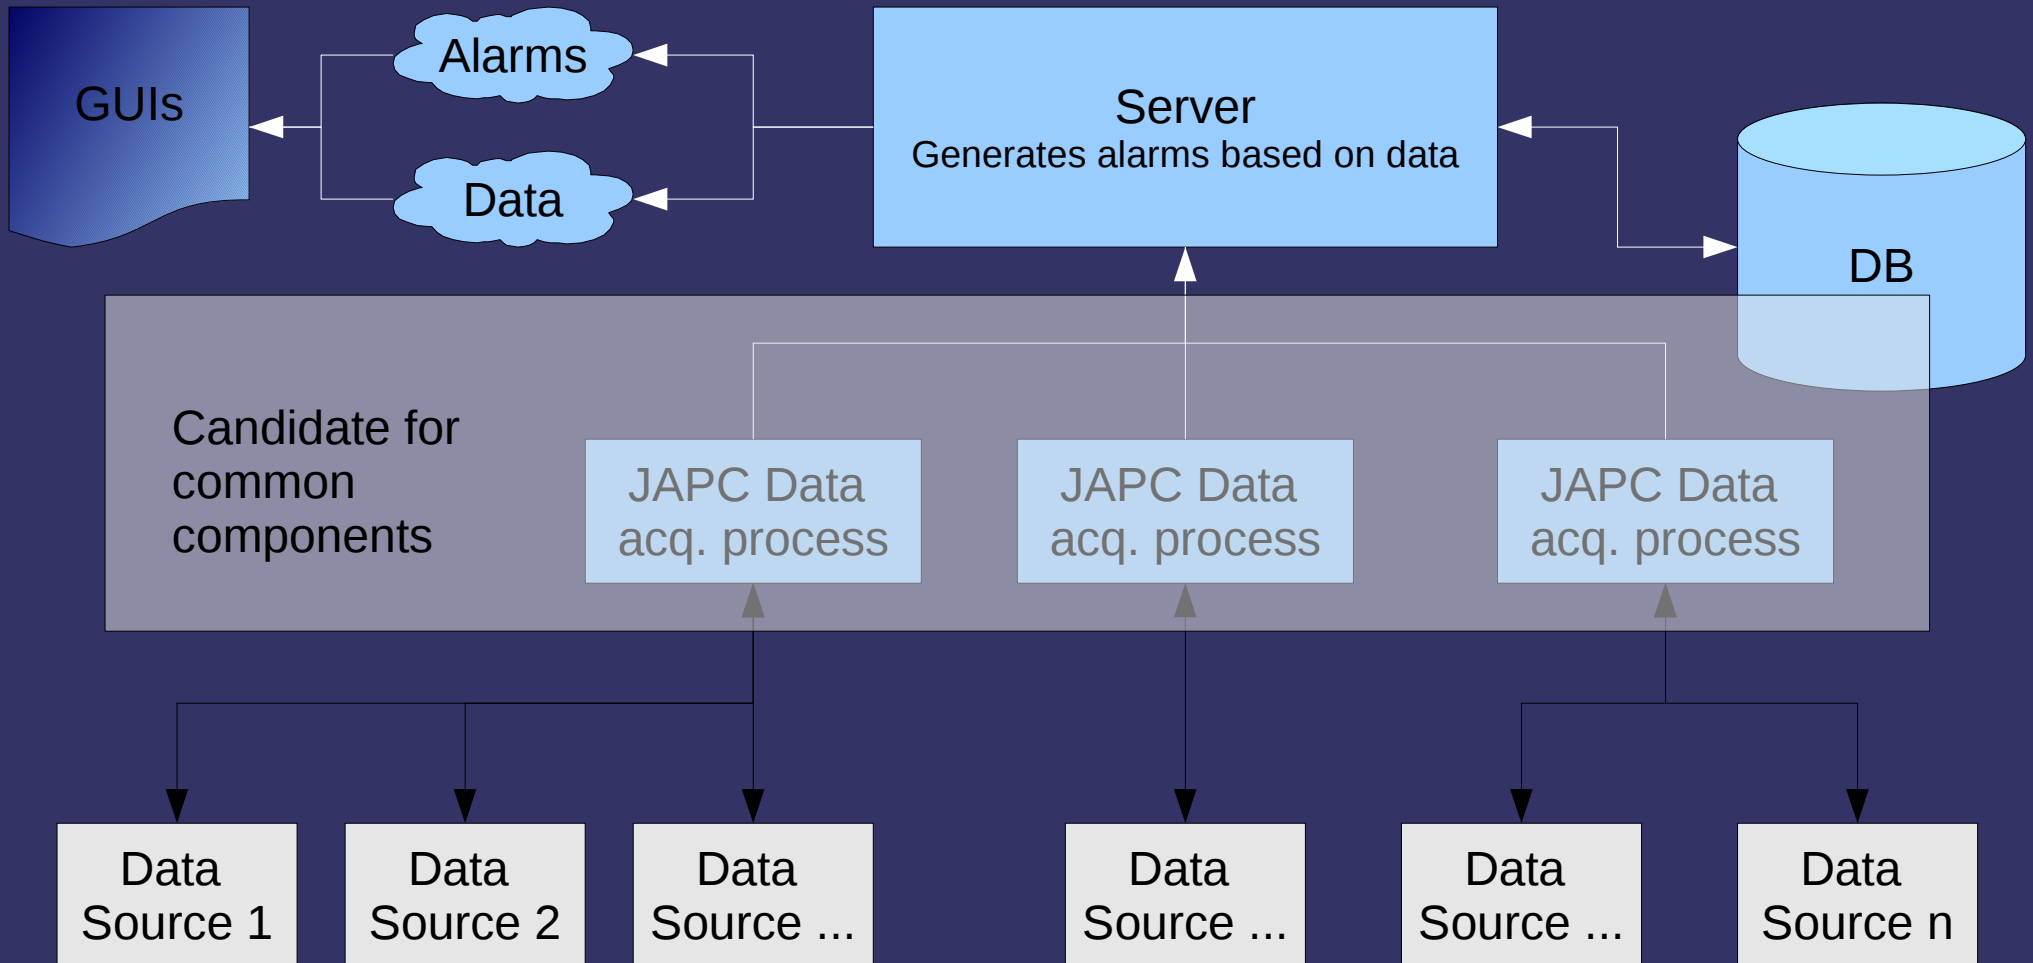 GUIs
Alarms
Data
Server
Generates alarms based on data
DB
Candidate for
common
components
JAPC Data
acq. process
JAPC Data
acq. process
JAPC Data
acq. process
Data
Source 1
Data
Source 2
Data
Source ...
Data
Source ...
Data
Source ...
Data
Source n